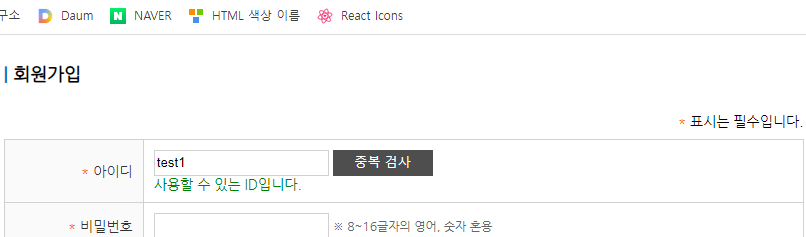 구소 Daum NAVER HTML 색상 이름 React Icons
회원가입
* 표시는 필수입니다.
* 아이디 test1 중복 검사
사용할 수 있는 ID입니다.
* 비밀번호 ※ 8~16글자의 영어, 숫자 혼용